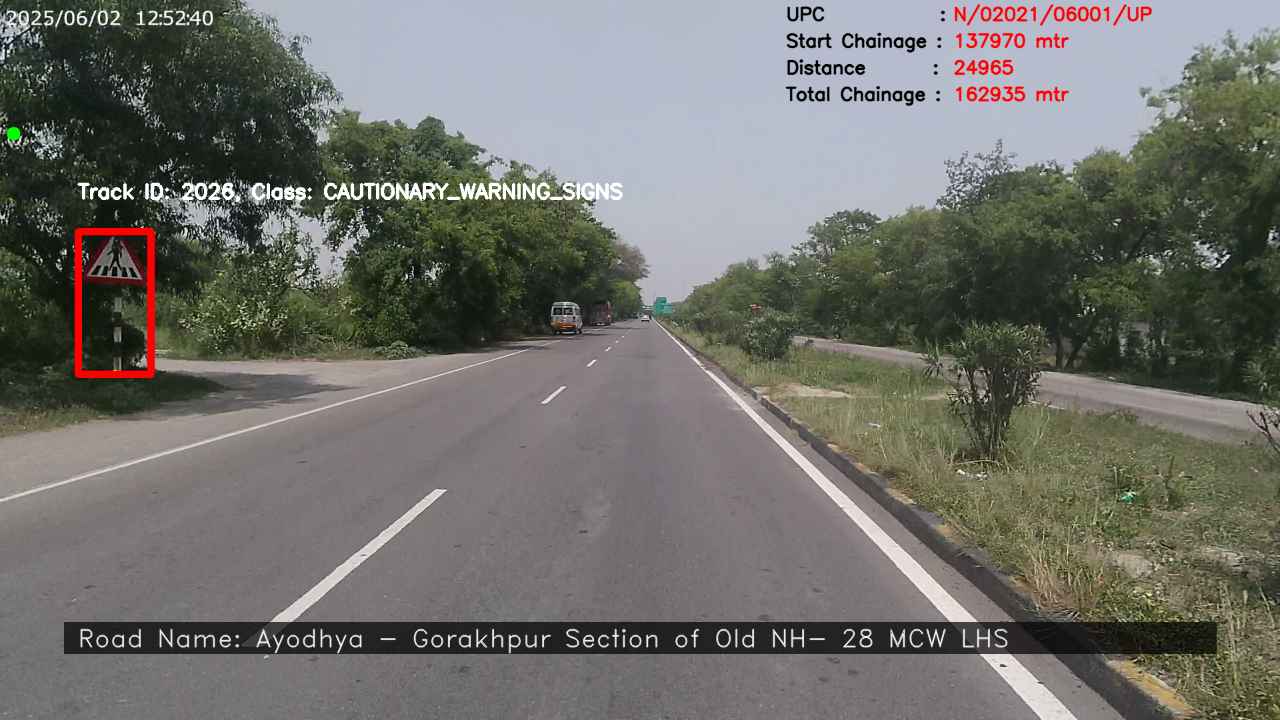 2025/06/02 12:52:40
UPC : N/02021/06001/UP
Start Chainage : 137970 mtr
Distance : 24965
Total Chainage : 162935 mtr
Track ID: 2026, Class: CAUTIONARY_WARNING_SIGNS
Road Name: Ayodhya - Gorakhpur Section of Old NH- 28 MCW LHS